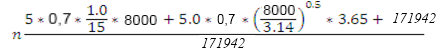 n 5 * 0,7 * 1.0/15 * 8000 + 5.0 * 0,7 * (8000/3.14)^0.5 * 3.65 + 171942
171942